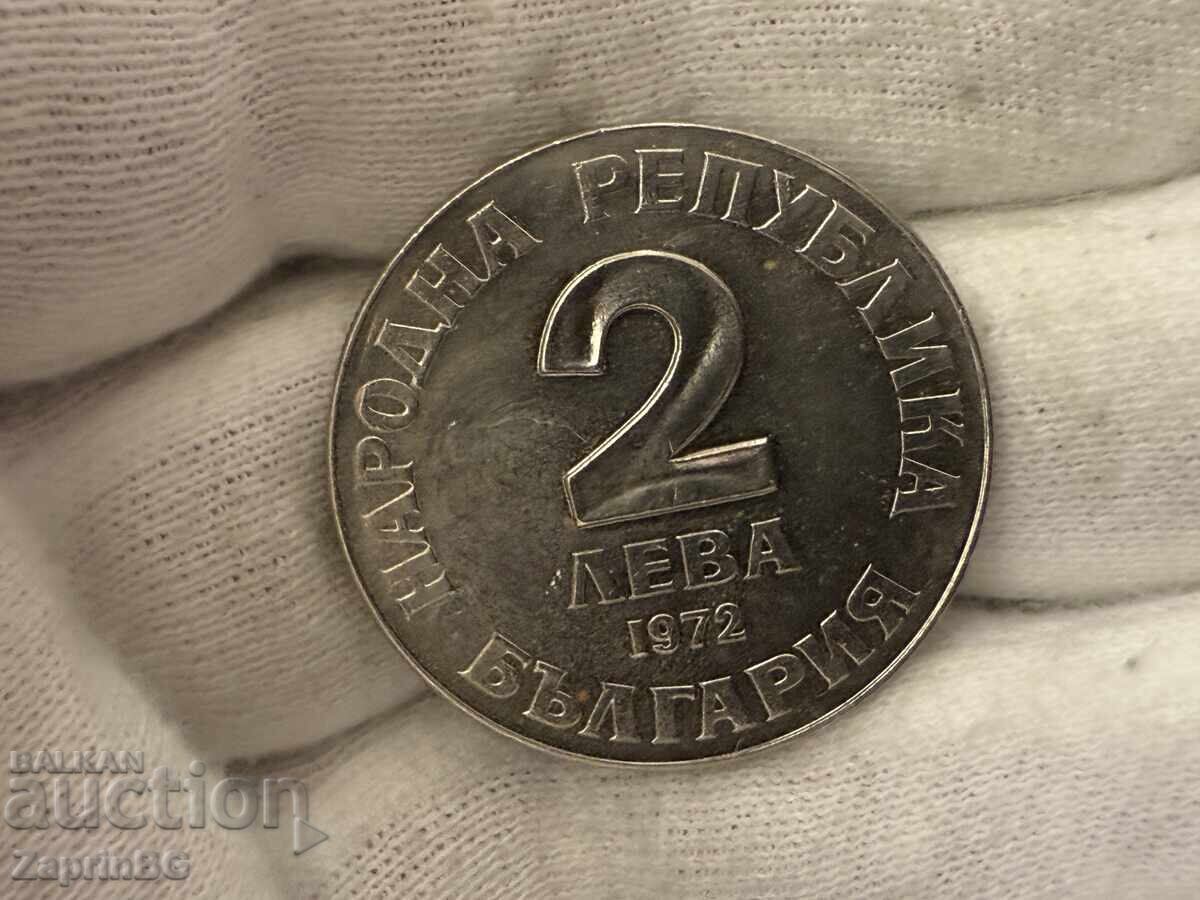 НАРОДНА РЕПУБЛИКА
2
ЛЕВА
1972
БЪЛГАРИЯ
BALKAN
auction
ZaprinBG